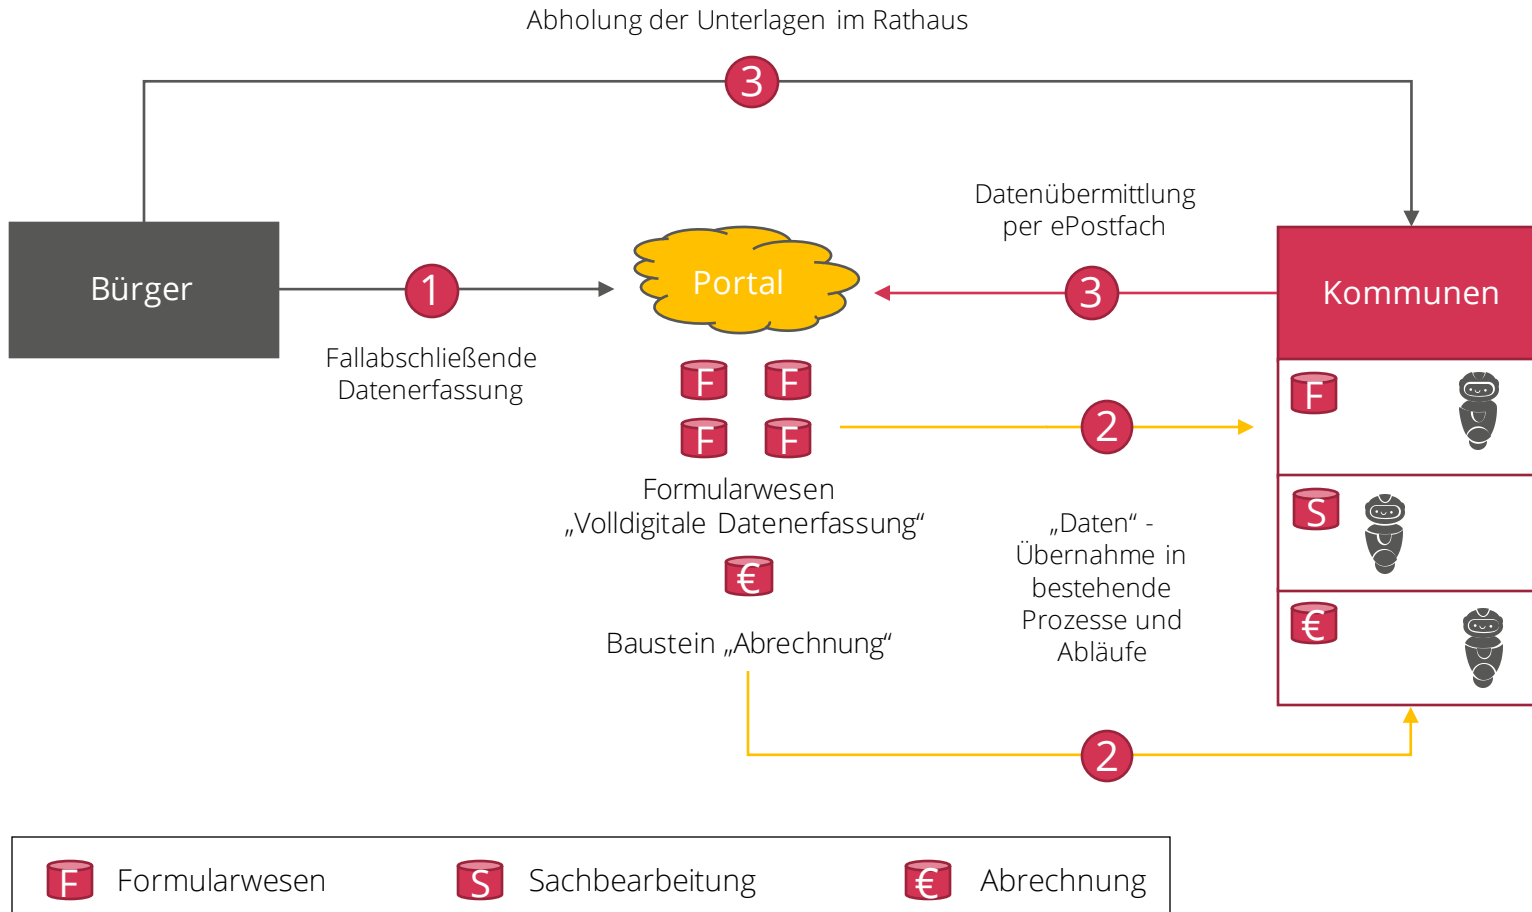 Abholung der Unterlagen im Rathaus
3
Datenübermittlung
per ePostfach
Bürger
1
Portal
3
Kommunen
Fallabschließende
Datenerfassung
F
F
F
F
F
2
Formularwesen
„Volldigitale Datenerfassung“
S
„Daten“ -
Übernahme in
bestehende
Prozesse und
Abläufe
€
Baustein „Abrechnung“
€
2
F Formularwesen
S Sachbearbeitung
€ Abrechnung